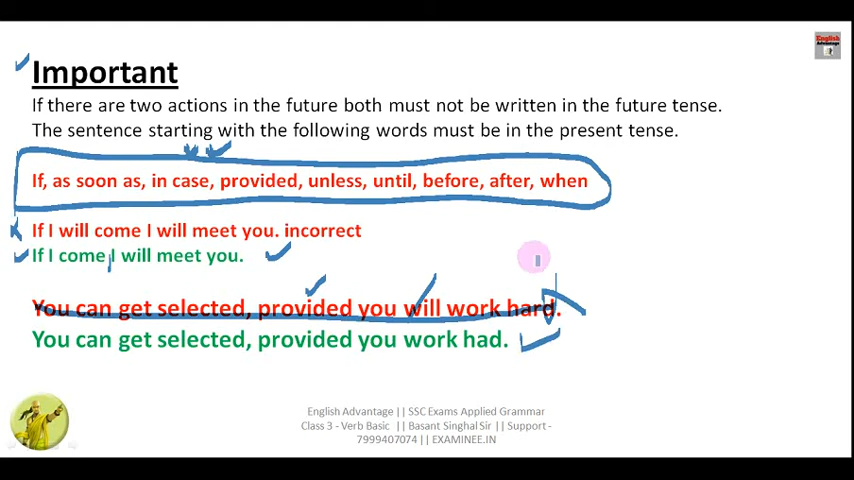 English
Advantage
Important
If there are two actions in the future both must not be written in the future tense.
The sentence starting with the following words must be in the present tense.
If, as soon as, in case, provided, unless, until, before, after, when
If I will come I will meet you. incorrect
If I come I will meet you.
You can get selected, provided you will work hard.
You can get selected, provided you work had.
English Advantage || SSC Exams Applied Grammar
Class 3 - Verb Basic || Basant Singhal Sir || Support -
7999407074 || EXAMINEE.IN